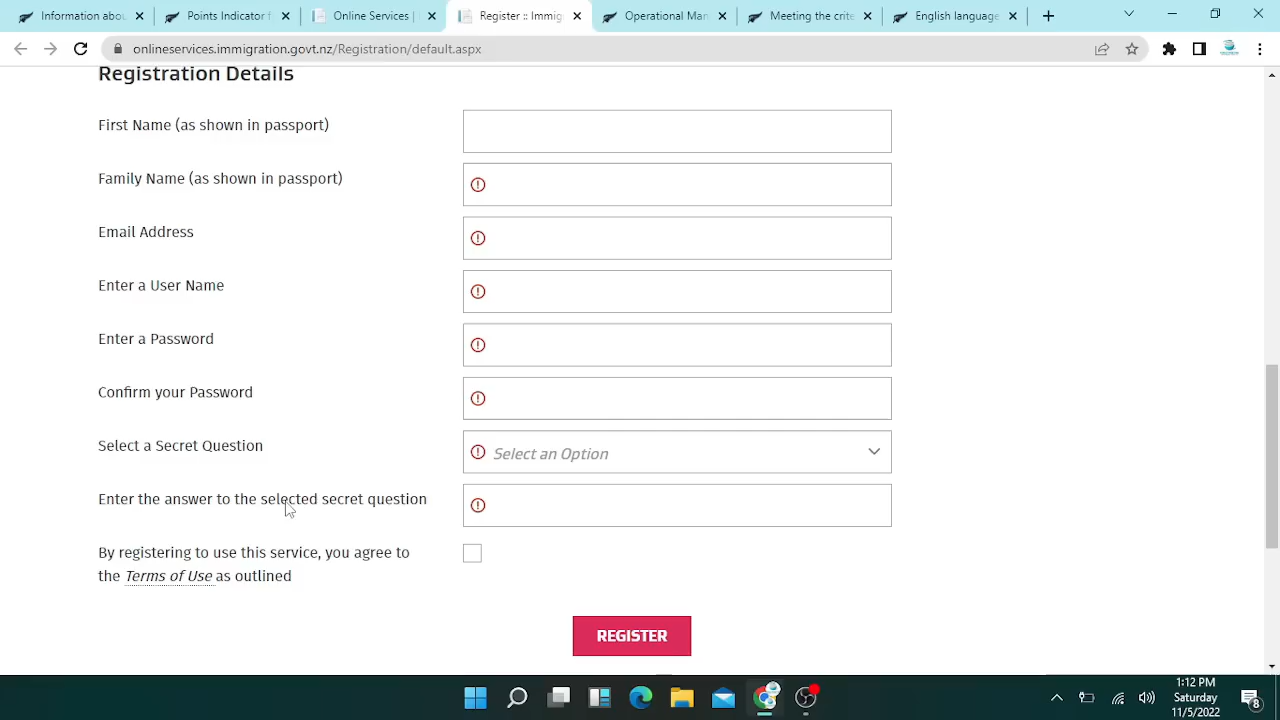 Information abou
Points indicator f
Online Services |
Register :: Immig
Operational Man
Meeting the crite
English language
onlineservices.immigration.govt.nz/Registration/default.aspx
Registration Details
First Name (as shown in passport)
Family Name (as shown in passport)
Email Address
Enter a User Name
Enter a Password
Confirm your Password
Select a Secret Question
Select an Option
Enter the answer to the selected secret question
By registering to use this service, you agree to
the Terms of Use as outlined
REGISTER
1:12 PM
Saturday
11/5/2022
8